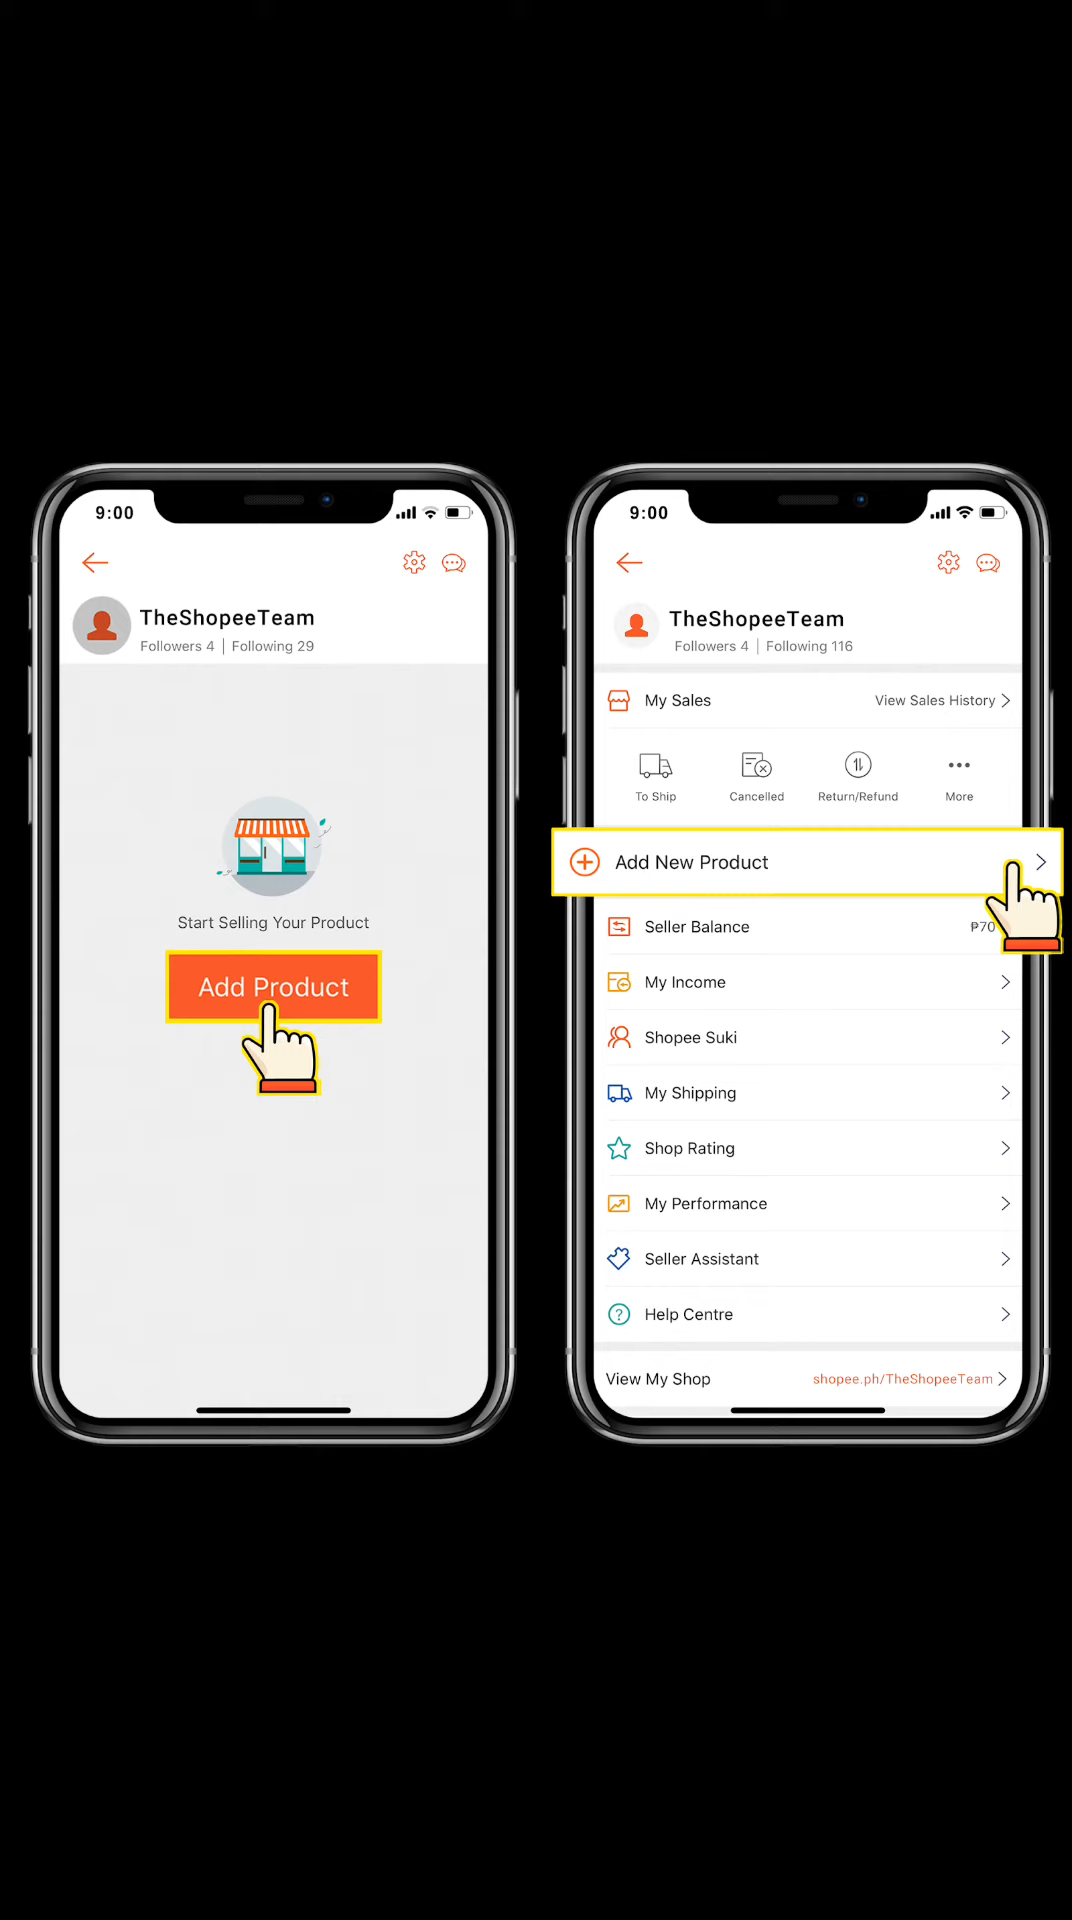 9:00
TheShopeeTeam
Followers 4 | Following 29
Start Selling Your Product
Add Product
9:00
TheShopeeTeam
Followers 4 | Following 116
My Sales
View Sales History
To Ship
Cancelled
Return/Refund
More
Add New Product
Seller Balance
₱70
My Income
Shopee Suki
My Shipping
Shop Rating
My Performance
Seller Assistant
Help Centre
View My Shop
shopee.ph/TheShopeeTeam